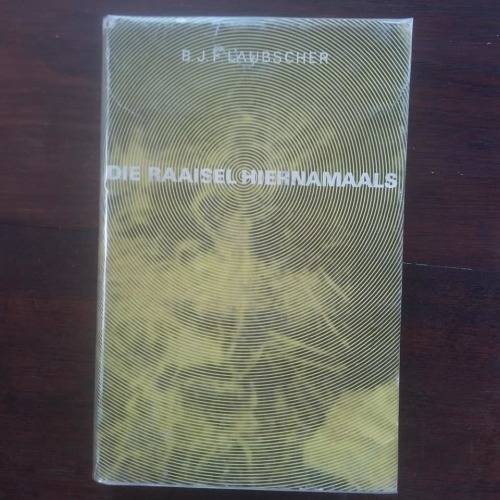 B.J.F LAUBSCHER
DIE RAAISEL HIERNAMAALS